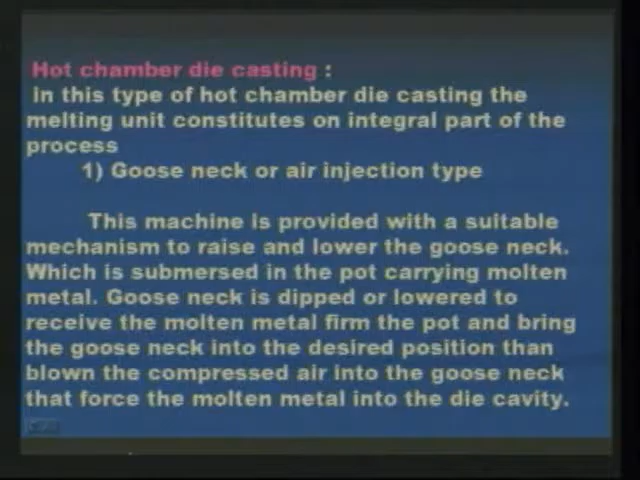 Hot chamber die casting :
In this type of hot chamber die casting the
melting unit constitutes on integral part of the
process
1) Goose neck or air injection type
This machine is provided with a suitable
mechanism to raise and lower the goose neck.
Which is submersed in the pot carrying molten
metal. Goose neck is dipped or lowered to
receive the molten metal firm the pot and bring
the goose neck into the desired position than
blown the compressed air into the goose neck
that force the molten metal into the die cavity.